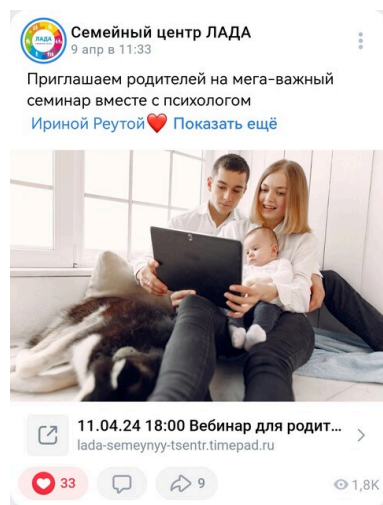 Семейный центр ЛАДА
ЛАДА
9 апр в 11:33
Приглашаем родителей на мега-важный
семинар вместе с психологом
Ириной Реутой❤️ Показать ещё
11.04.24 18:00 Вебинар для родит...
lada-semeynyy-tsentr.timepad.ru
33
9
1,8K